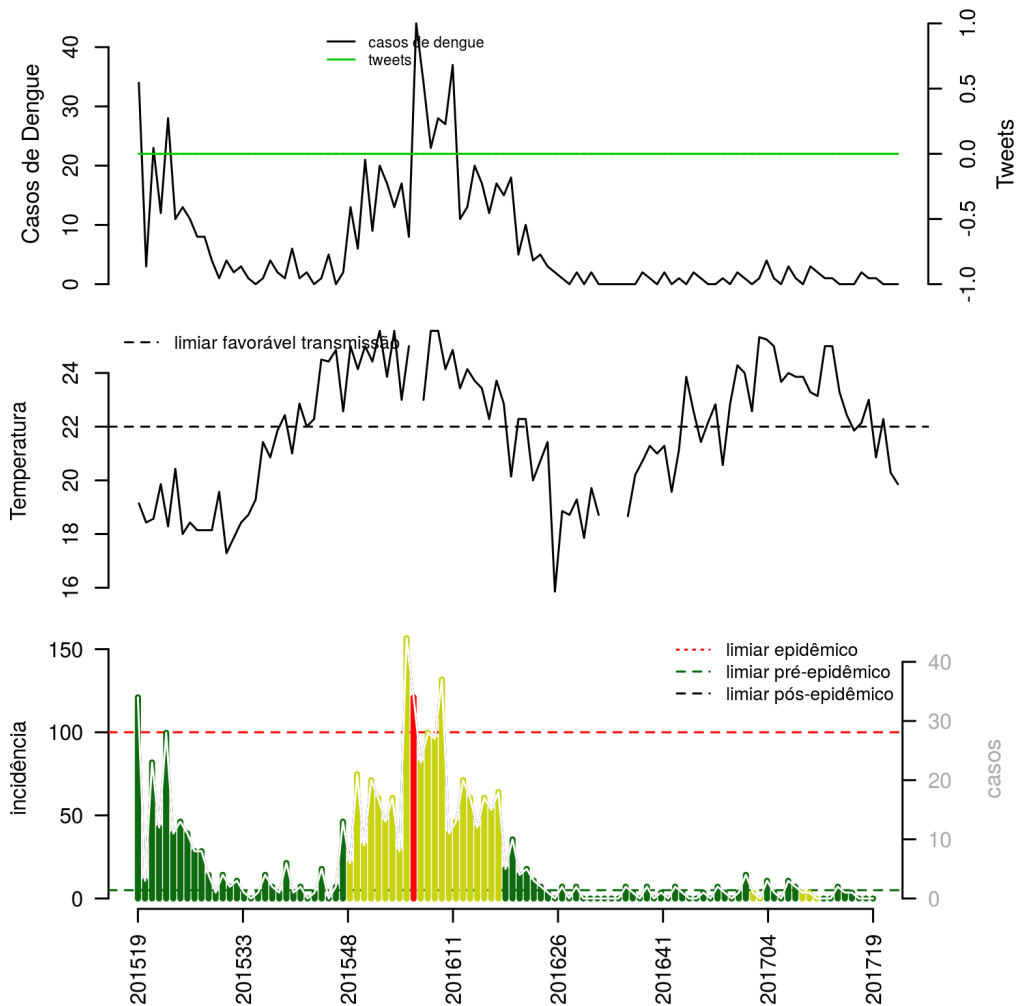 casos de dengue
tweets
Casos de Dengue
0
10
20
30
40
Tweets
-1.0
-0.5
0.0
0.5
1.0
limiar favorável transmissão
Temperatura
16
18
20
22
24
limiar epidêmico
limiar pré-epidêmico
limiar pós-epidêmico
incidência
0
50
100
150
casos
0
10
20
30
40
201519
201533
201548
201611
201626
201641
201704
201719